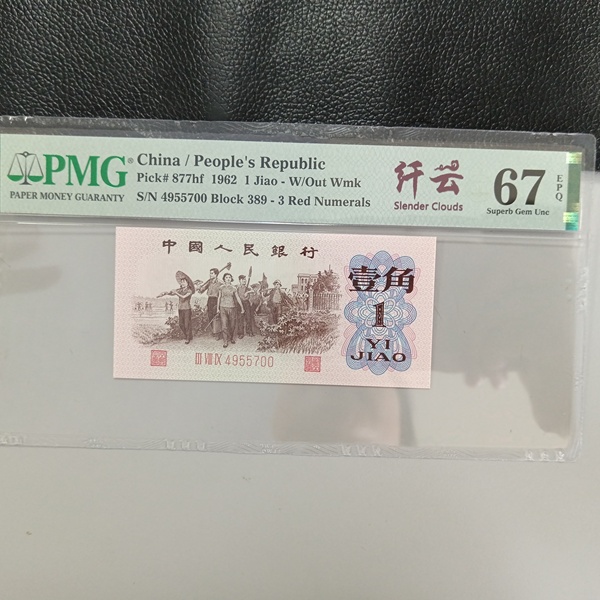 PMG®
PAPER MONEY GUARANTY
China / People's Republic
Pick# 877hf 1962 1 Jiao - W/Out Wmk
S/N 4955700 Block 389 - 3 Red Numerals
纤云
Slender Clouds
67
EPQ
Superb Gem Unc
中國人民銀行
壹角
1
YI
JIAO
III VIII IX 4955700